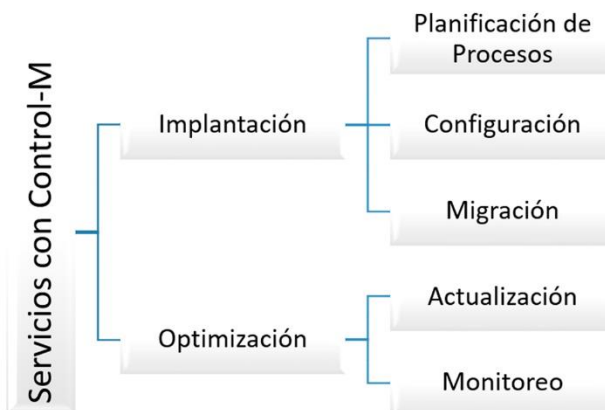 Servicios con Control-M
Implantación
Planificación de
Procesos
Configuración
Migración
Optimización
Actualización
Monitoreo